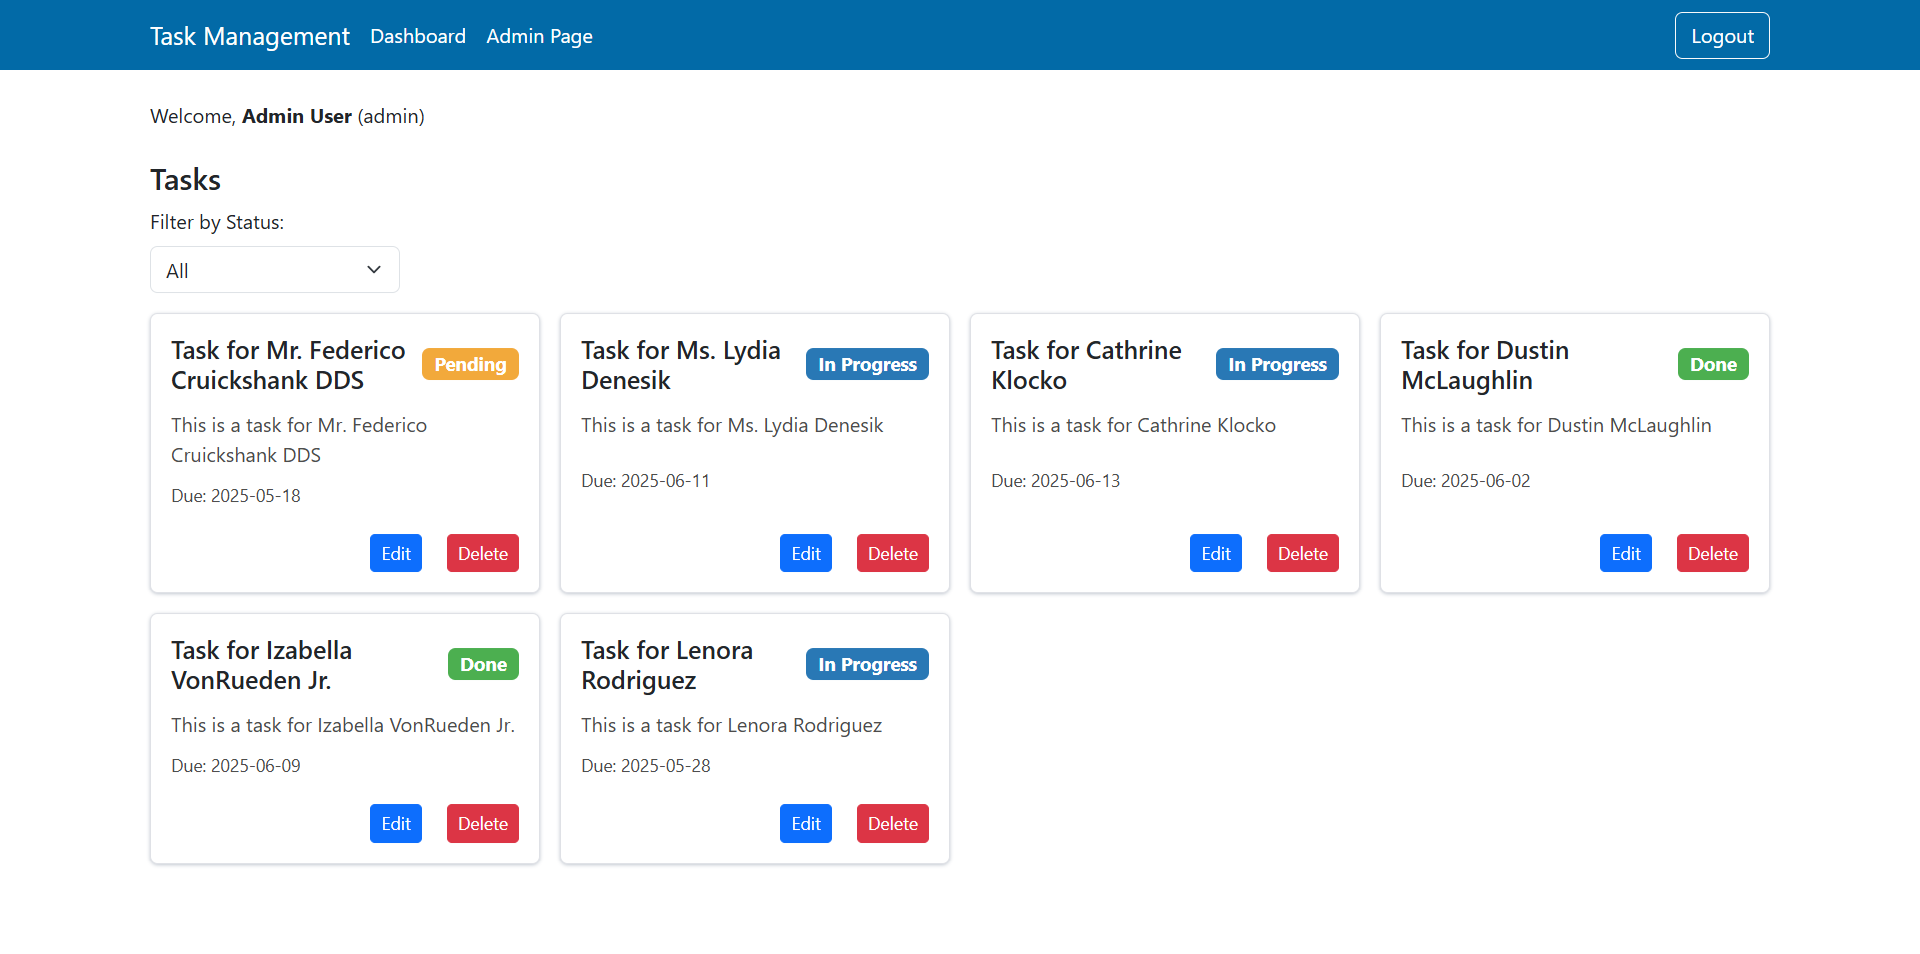 Task Management Dashboard Admin Page Logout
Welcome, Admin User (admin)
Tasks
Filter by Status:
All
Task for Mr. Federico
Cruickshank DDS
Pending
This is a task for Mr. Federico
Cruickshank DDS
Due: 2025-05-18
Edit Delete
Task for Ms. Lydia
Denesik
In Progress
This is a task for Ms. Lydia Denesik
Due: 2025-06-11
Edit Delete
Task for Cathrine
Klocko
In Progress
This is a task for Cathrine Klocko
Due: 2025-06-13
Edit Delete
Task for Dustin
McLaughlin
Done
This is a task for Dustin McLaughlin
Due: 2025-06-02
Edit Delete
Task for Izabella
VonRueden Jr.
Done
This is a task for Izabella VonRueden Jr.
Due: 2025-06-09
Edit Delete
Task for Lenora
Rodriguez
In Progress
This is a task for Lenora Rodriguez
Due: 2025-05-28
Edit Delete